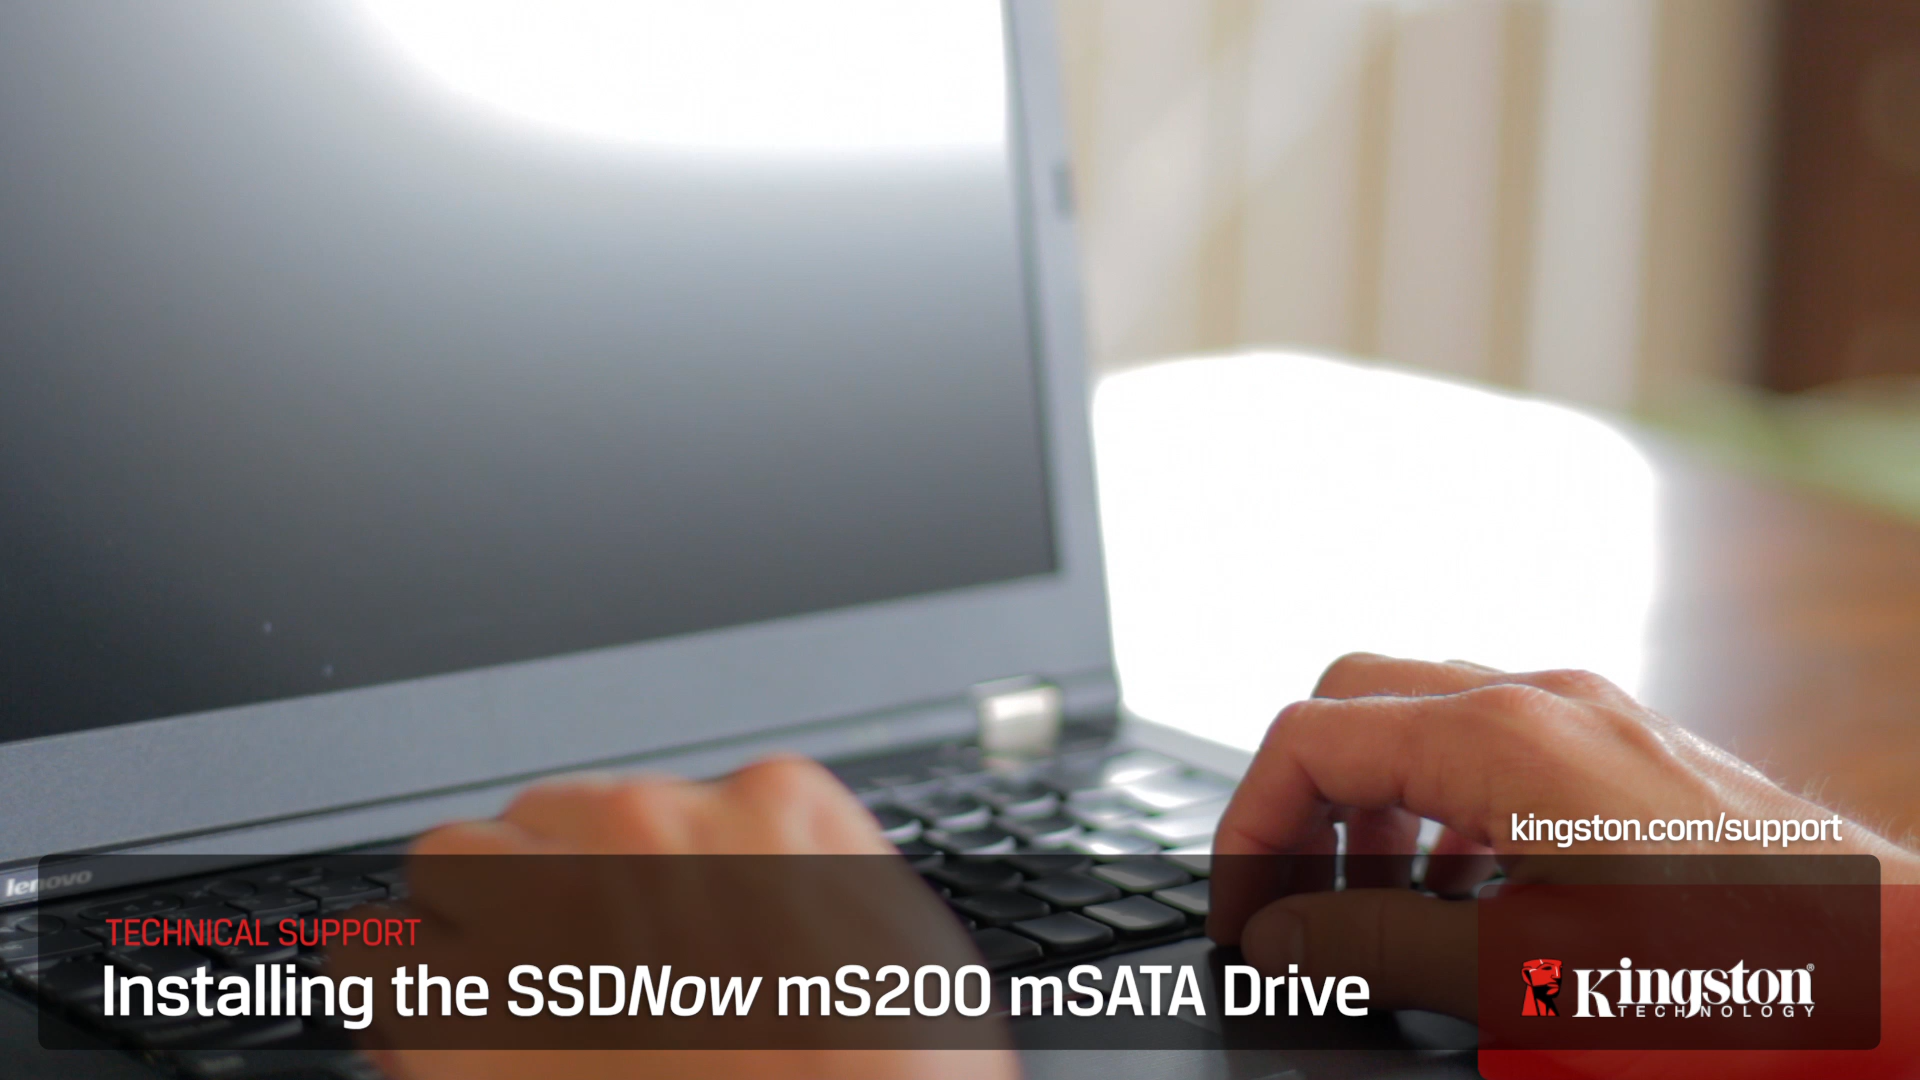 kingston.com/support
lenovo
TECHNICAL SUPPORT
Installing the SSDNow mS200 mSATA Drive
Kingston®
TECHNOLOGY